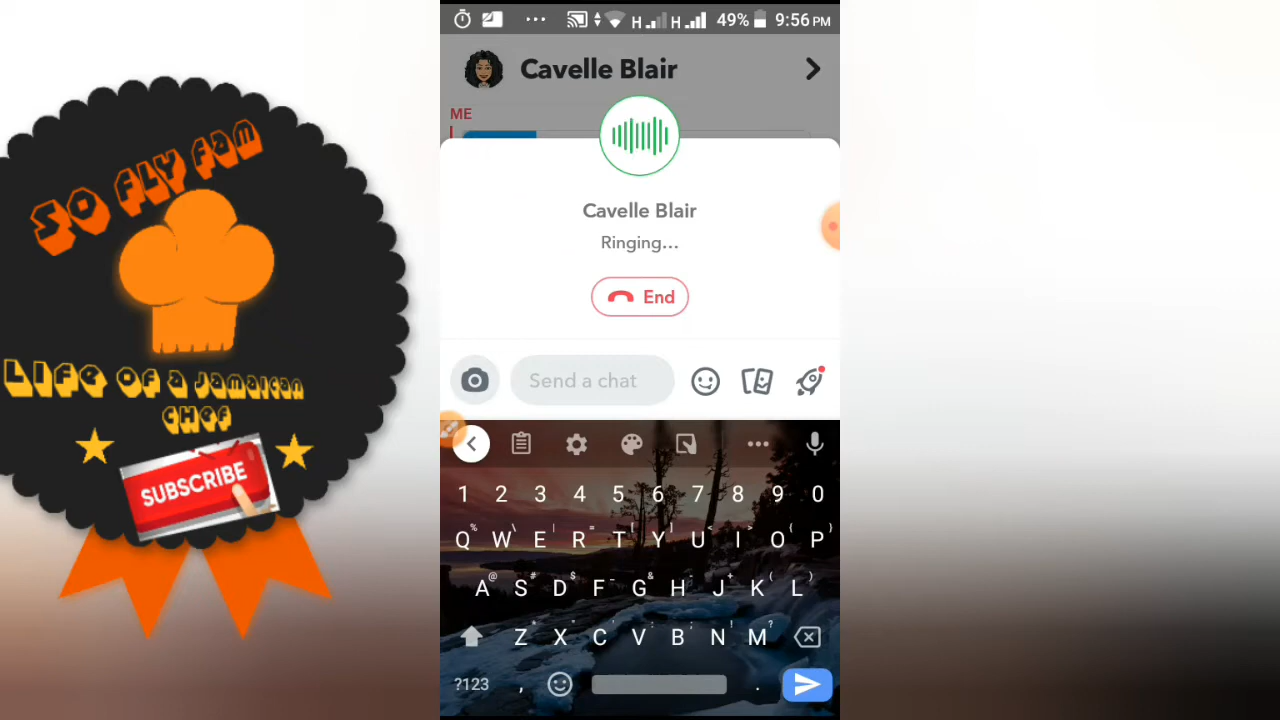 SO FLY FAM
LIFE OF A JAMAICAN
CHEF
SUBSCRIBE
H H 49% 9:56 PM
Cavelle Blair
ME
Cavelle Blair
Ringing...
End
Send a chat
1 2 3 4 5 6 7 8 9 0
% \ | = [ ] < > { }
Q W E R T Y U I O P
@ # $ _ & - + ( )
A S D F G H J K L
* " ' : ; ! ?
Z X C V B N M
?123 , .